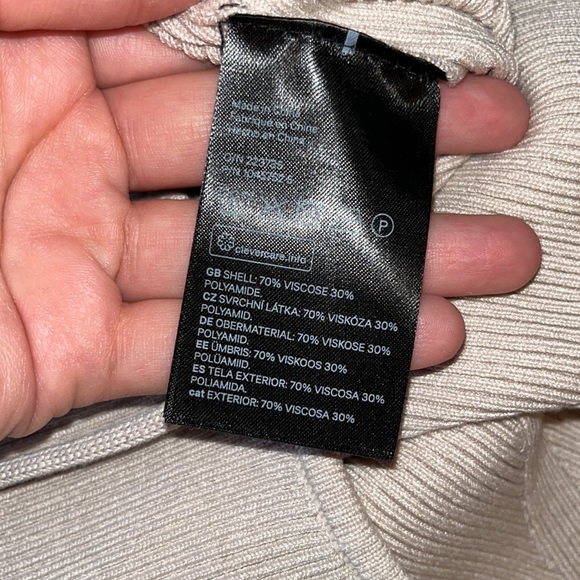 Made in China
Fabriqué en Chine
Hecho en China
P
clevercare.info
GB SHELL: 70% VISCOSE 30%
POLYAMIDE.
CZ SVRCHNÍ LÁTKA: 70% VISKÓZA 30%
POLYAMID.
DE OBERMATERIAL: 70% VISKOSE 30%
POLYAMID.
EE ÜMBRIS: 70% VISKOOS 30%
POLÜAMIID.
ES TELA EXTERIOR: 70% VISCOSA 30%
POLIAMIDA.
cat EXTERIOR: 70% VISCOSA 30%